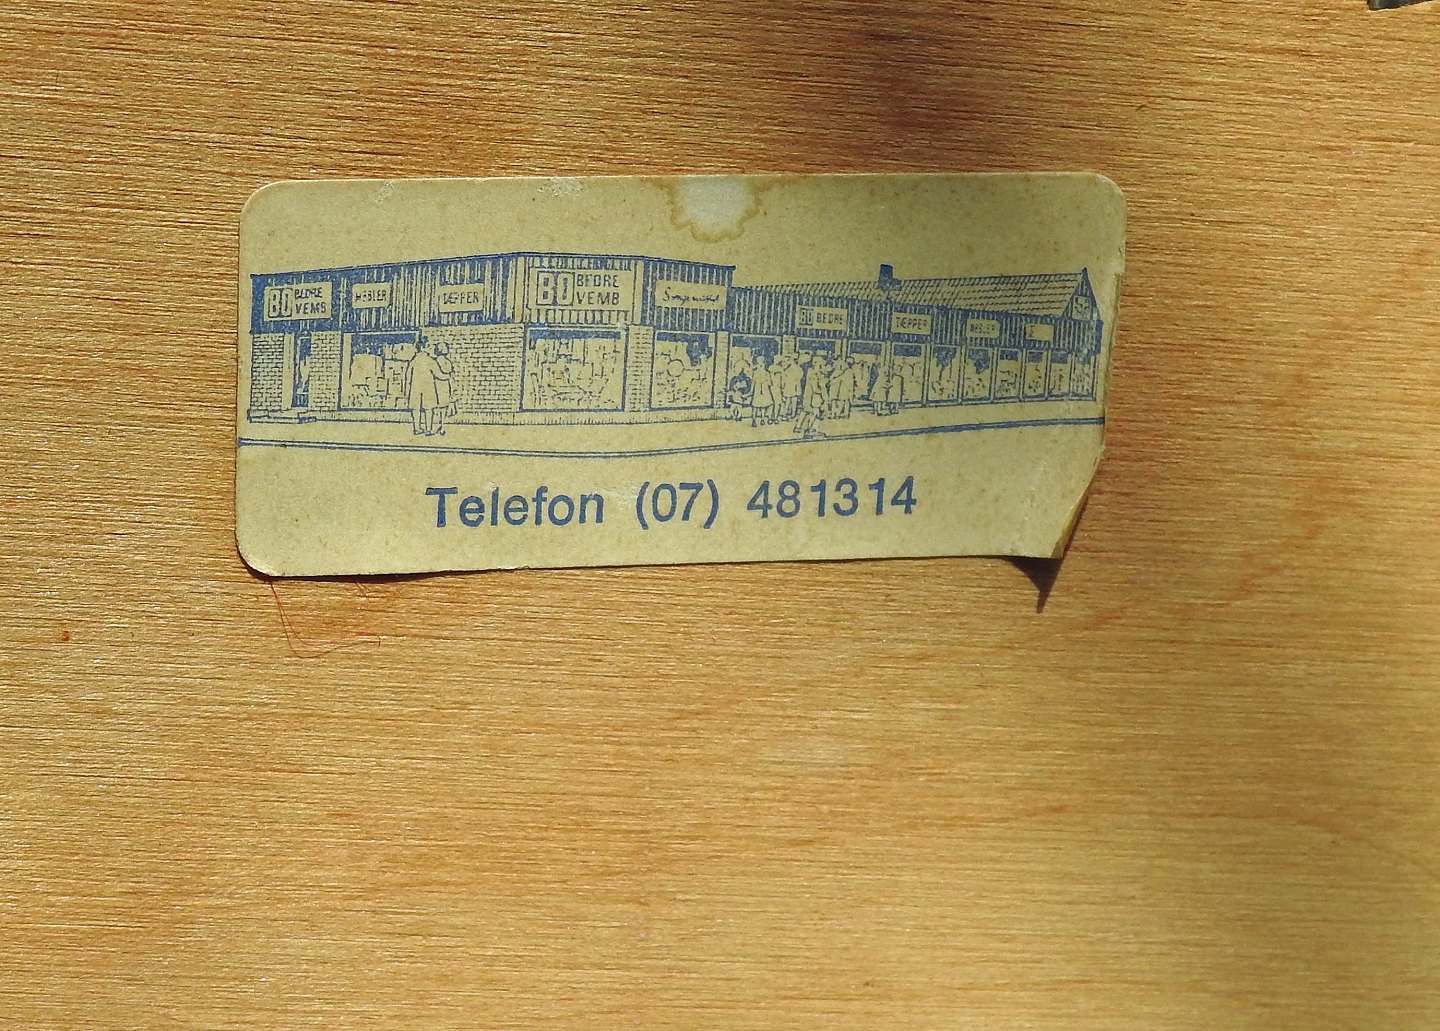 BO BEDRE VEMB
MØBLER
TÆPPER
BO BEDRE VEMB
BO BEDRE
TÆPPER
MØBLER
Telefon (07) 481314